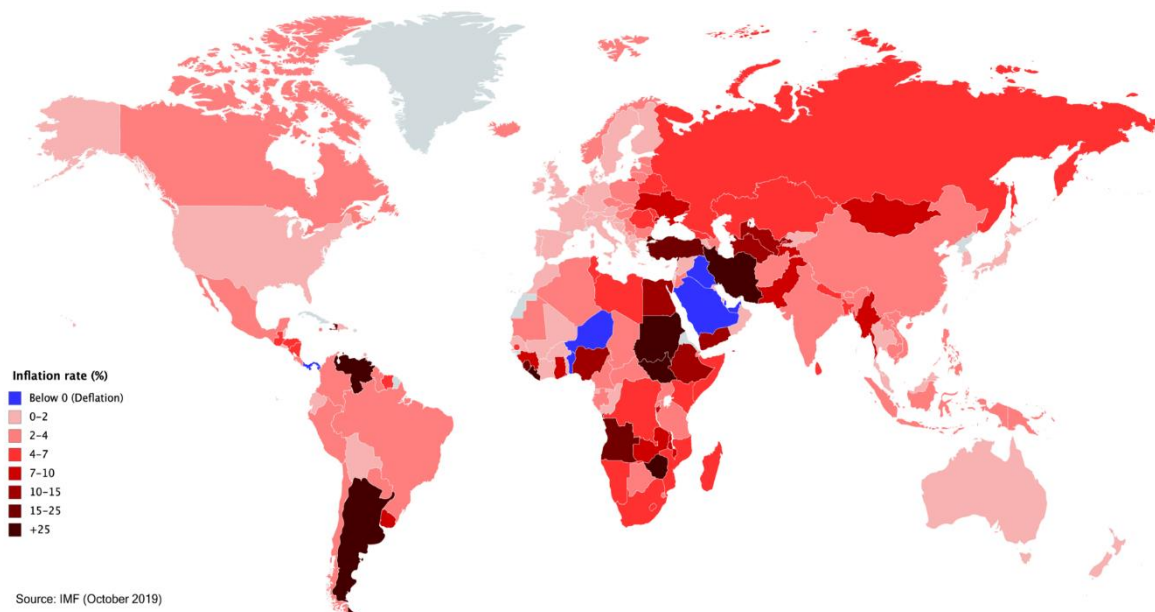 Inflation rate (%)
Below 0 (Deflation)
0-2
2-4
4-7
7-10
10-15
15-25
+25
Source: IMF (October 2019)